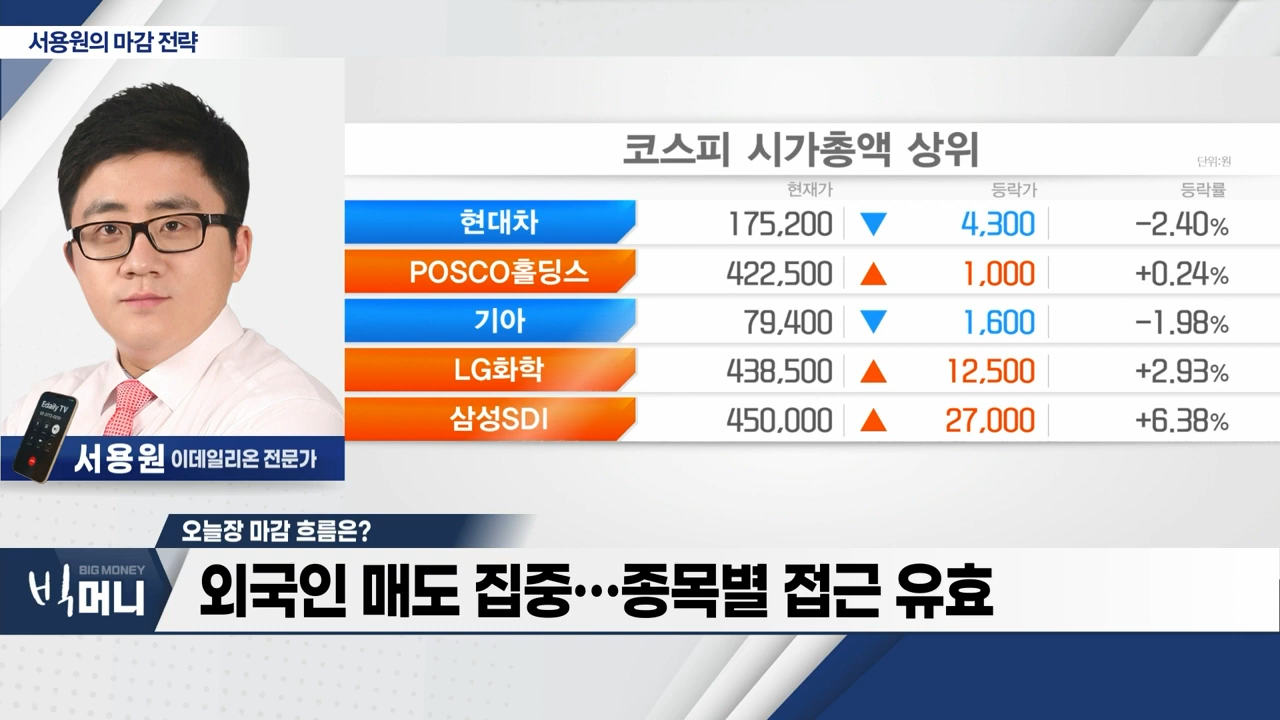 서용원의 마감 전략
코스피 시가총액 상위
단위:원
현재가 등락가 등락률
현대차 175,200 ▼ 4,300 -2.40%
POSCO홀딩스 422,500 ▲ 1,000 +0.24%
기아 79,400 ▼ 1,600 -1.98%
LG화학 438,500 ▲ 12,500 +2.93%
삼성SDI 450,000 ▲ 27,000 +6.38%
Edaily TV
서용원 이데일리온 전문가
오늘장 마감 흐름은?
BIG MONEY
빅머니
외국인 매도 집중…종목별 접근 유효